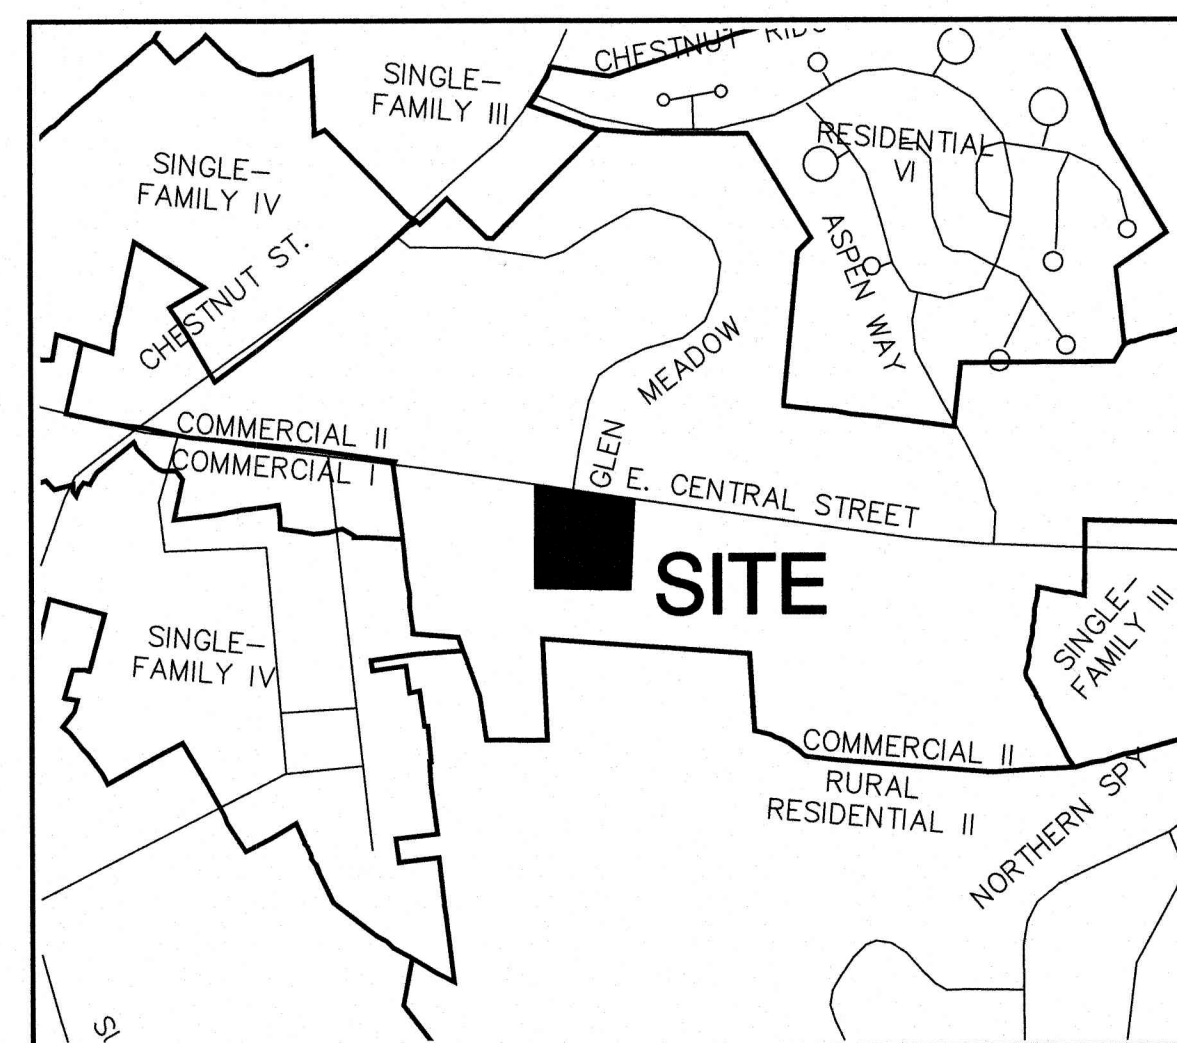 CHESTNUT
SINGLE-
FAMILY III
RESIDENTIAL
VI
SINGLE-
FAMILY IV
ASPEN WAY
CHESTNUT ST.
GLEN MEADOW
COMMERCIAL II
COMMERCIAL I
E. CENTRAL STREET
SITE
SINGLE-
FAMILY III
SINGLE-
FAMILY IV
COMMERCIAL II
RURAL
RESIDENTIAL II
NORTHERN SPY